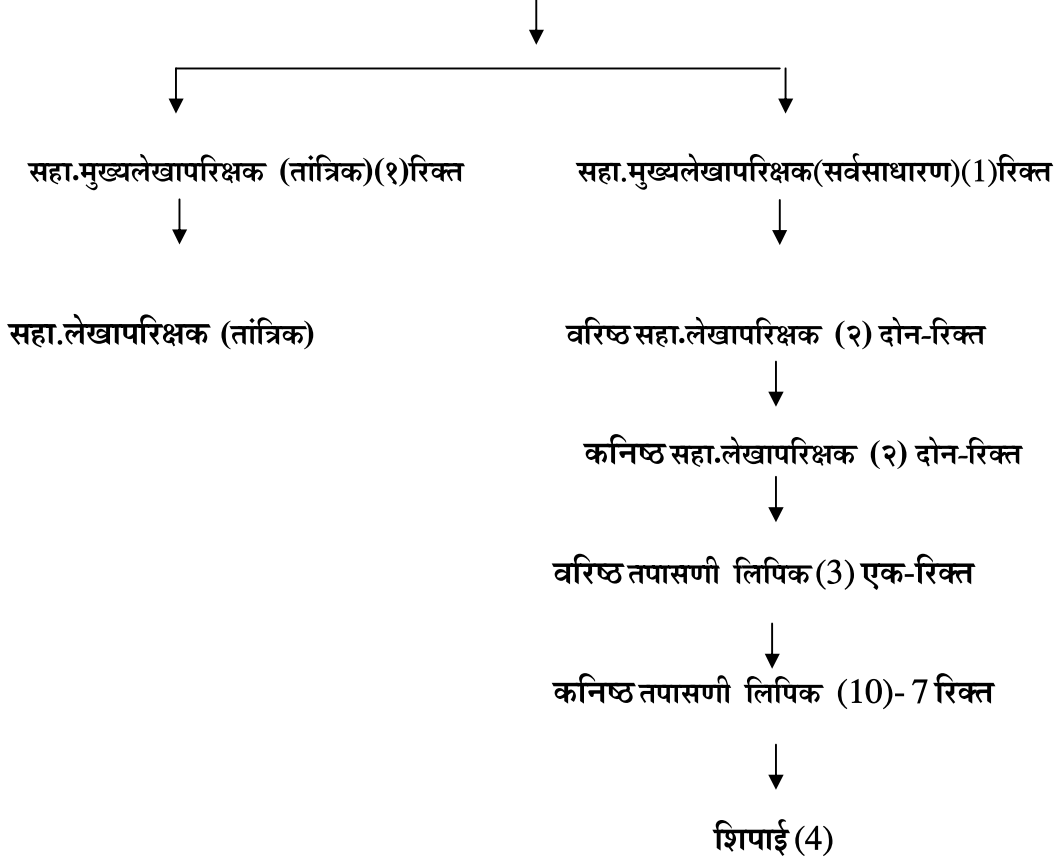 सहा.मुख्यलेखापरिक्षक (तांत्रिक)(१)रिक्त
सहा.मुख्यलेखापरिक्षक(सर्वसाधारण)(1)रिक्त
सहा.लेखापरिक्षक (तांत्रिक)
वरिष्ठ सहा.लेखापरिक्षक (२) दोन-रिक्त
कनिष्ठ सहा.लेखापरिक्षक (२) दोन-रिक्त
वरिष्ठ तपासणी लिपिक (3) एक-रिक्त
कनिष्ठ तपासणी लिपिक (10)- 7 रिक्त
शिपाई (4)